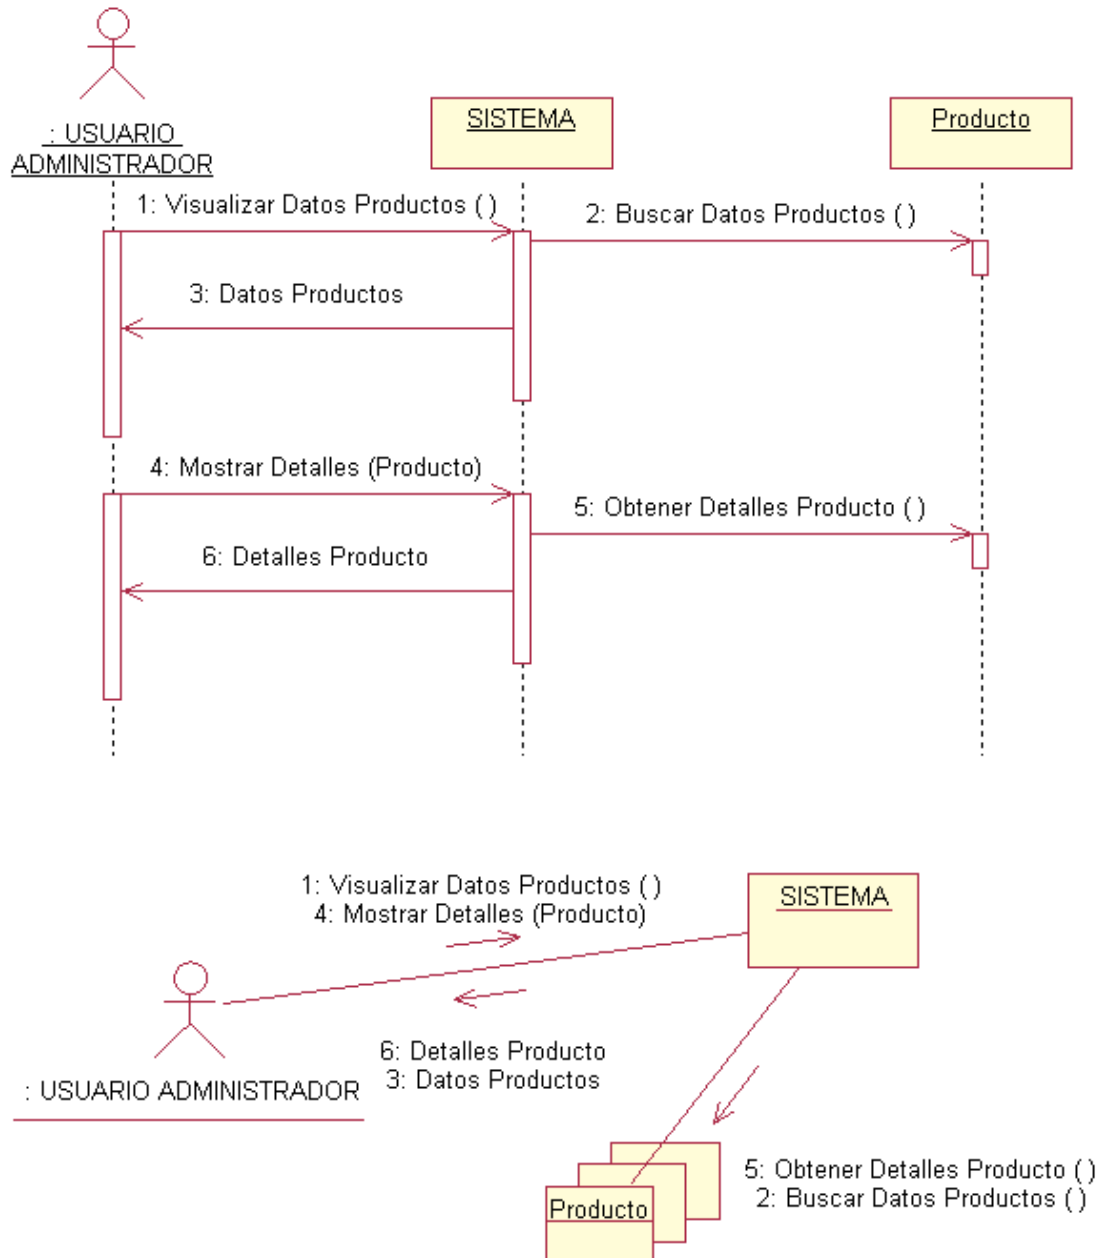 : USUARIO
ADMINISTRADOR
SISTEMA
Producto
1: Visualizar Datos Productos ( )
2: Buscar Datos Productos ( )
3: Datos Productos
4: Mostrar Detalles (Producto)
5: Obtener Detalles Producto ( )
6: Detalles Producto
1: Visualizar Datos Productos ( )
4: Mostrar Detalles (Producto)
SISTEMA
6: Detalles Producto
3: Datos Productos
: USUARIO ADMINISTRADOR
5: Obtener Detalles Producto ( )
2: Buscar Datos Productos ( )
Producto